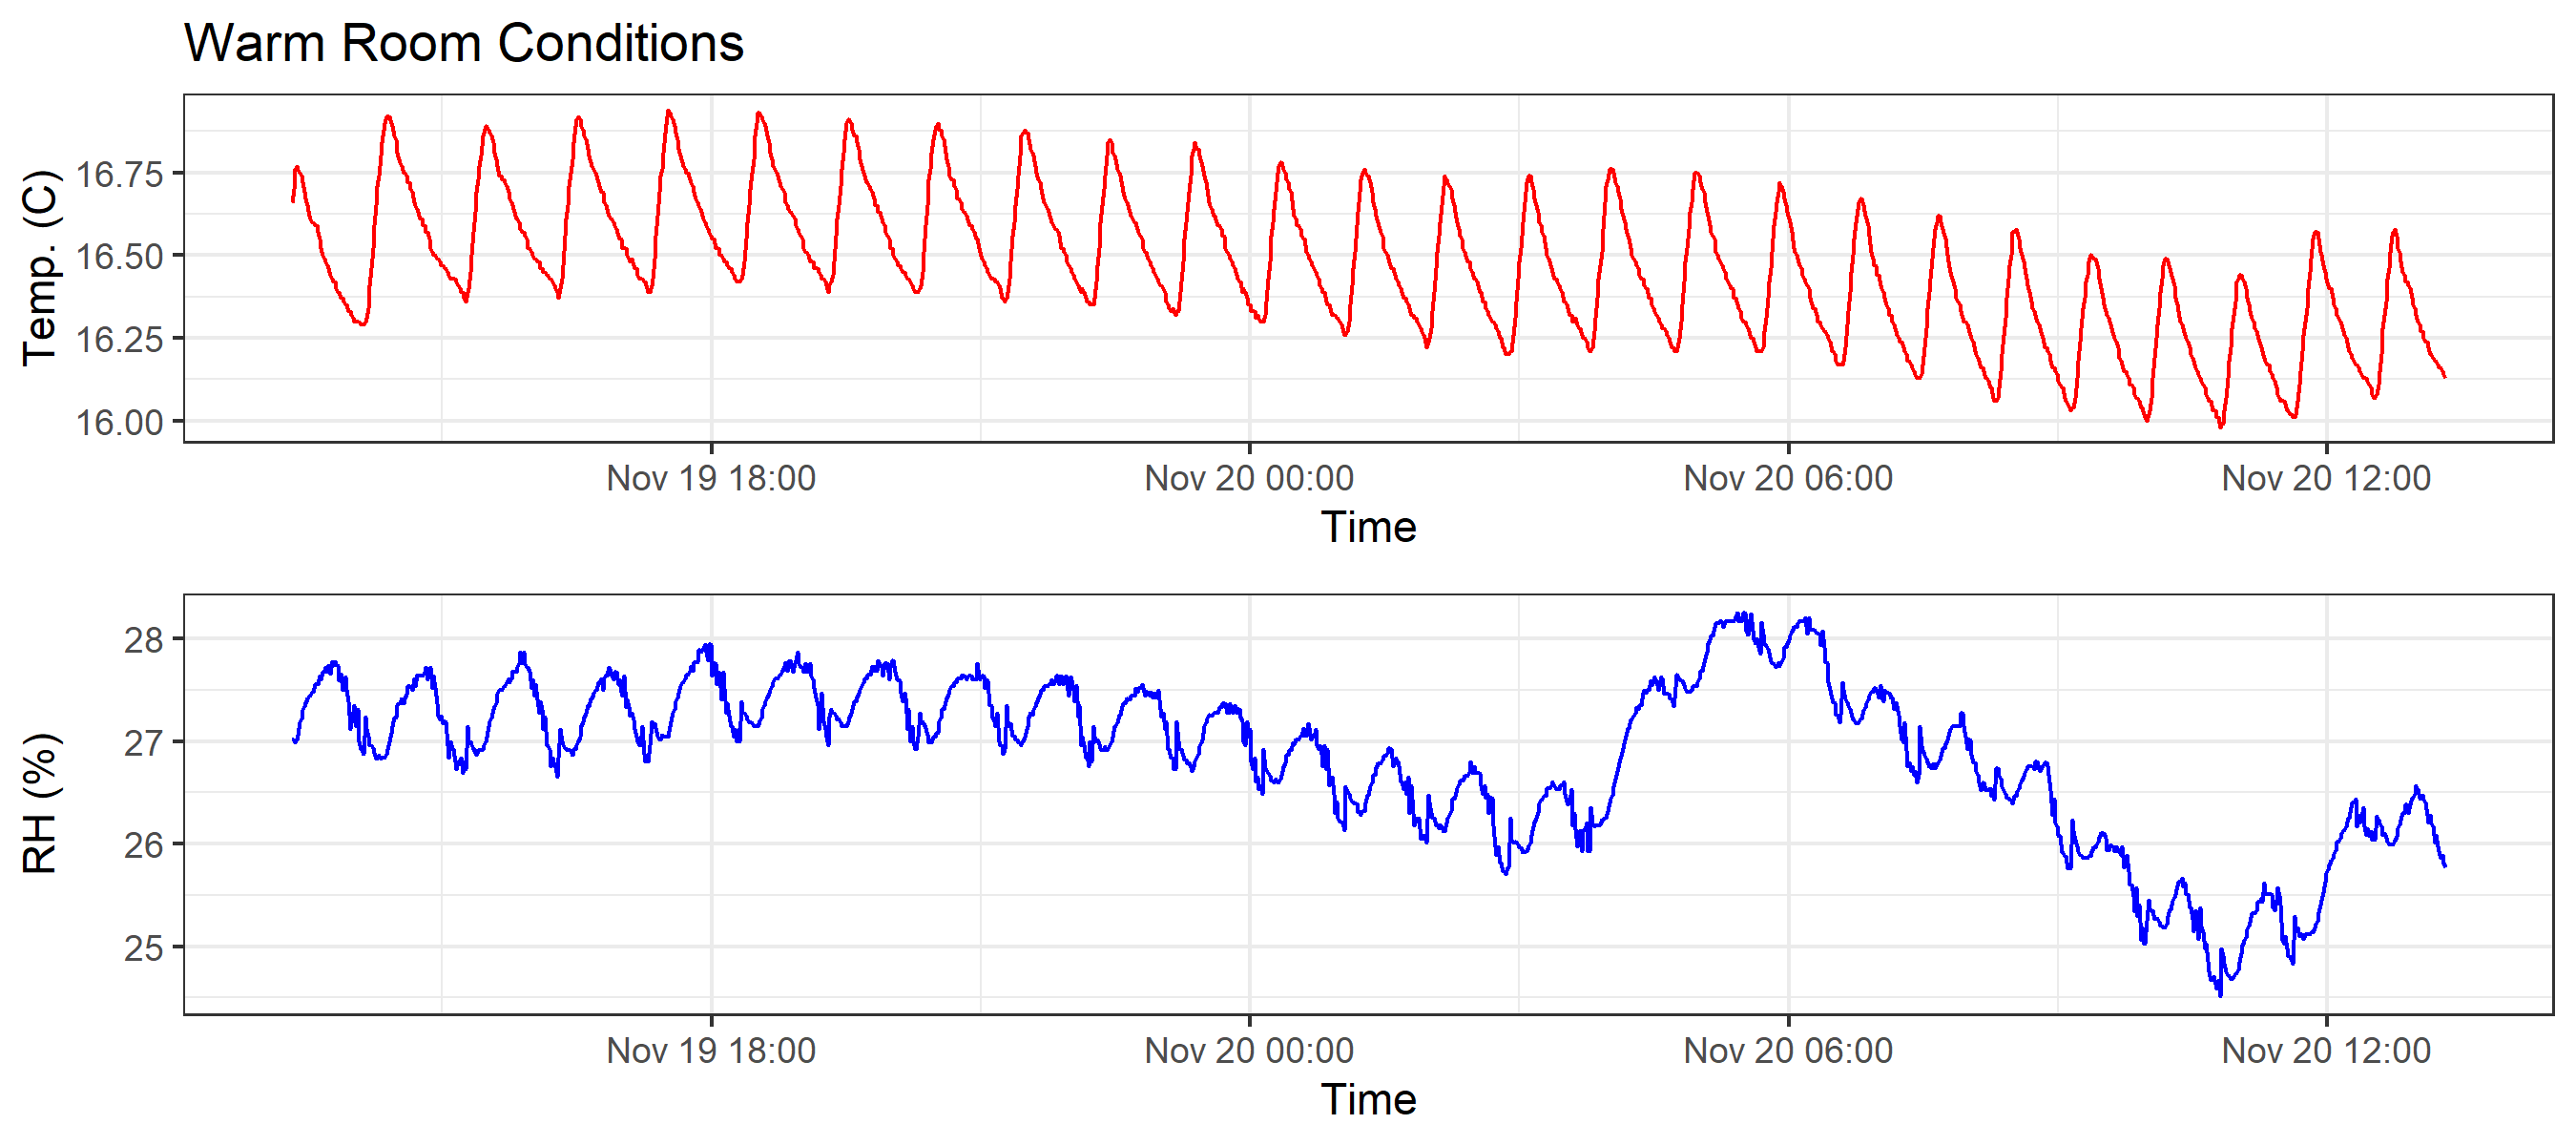 Warm Room Conditions
Temp. (C)
16.75
16.50
16.25
16.00
Nov 19 18:00 Nov 20 00:00 Nov 20 06:00 Nov 20 12:00
Time
RH (%)
28
27
26
25
Nov 19 18:00 Nov 20 00:00 Nov 20 06:00 Nov 20 12:00
Time